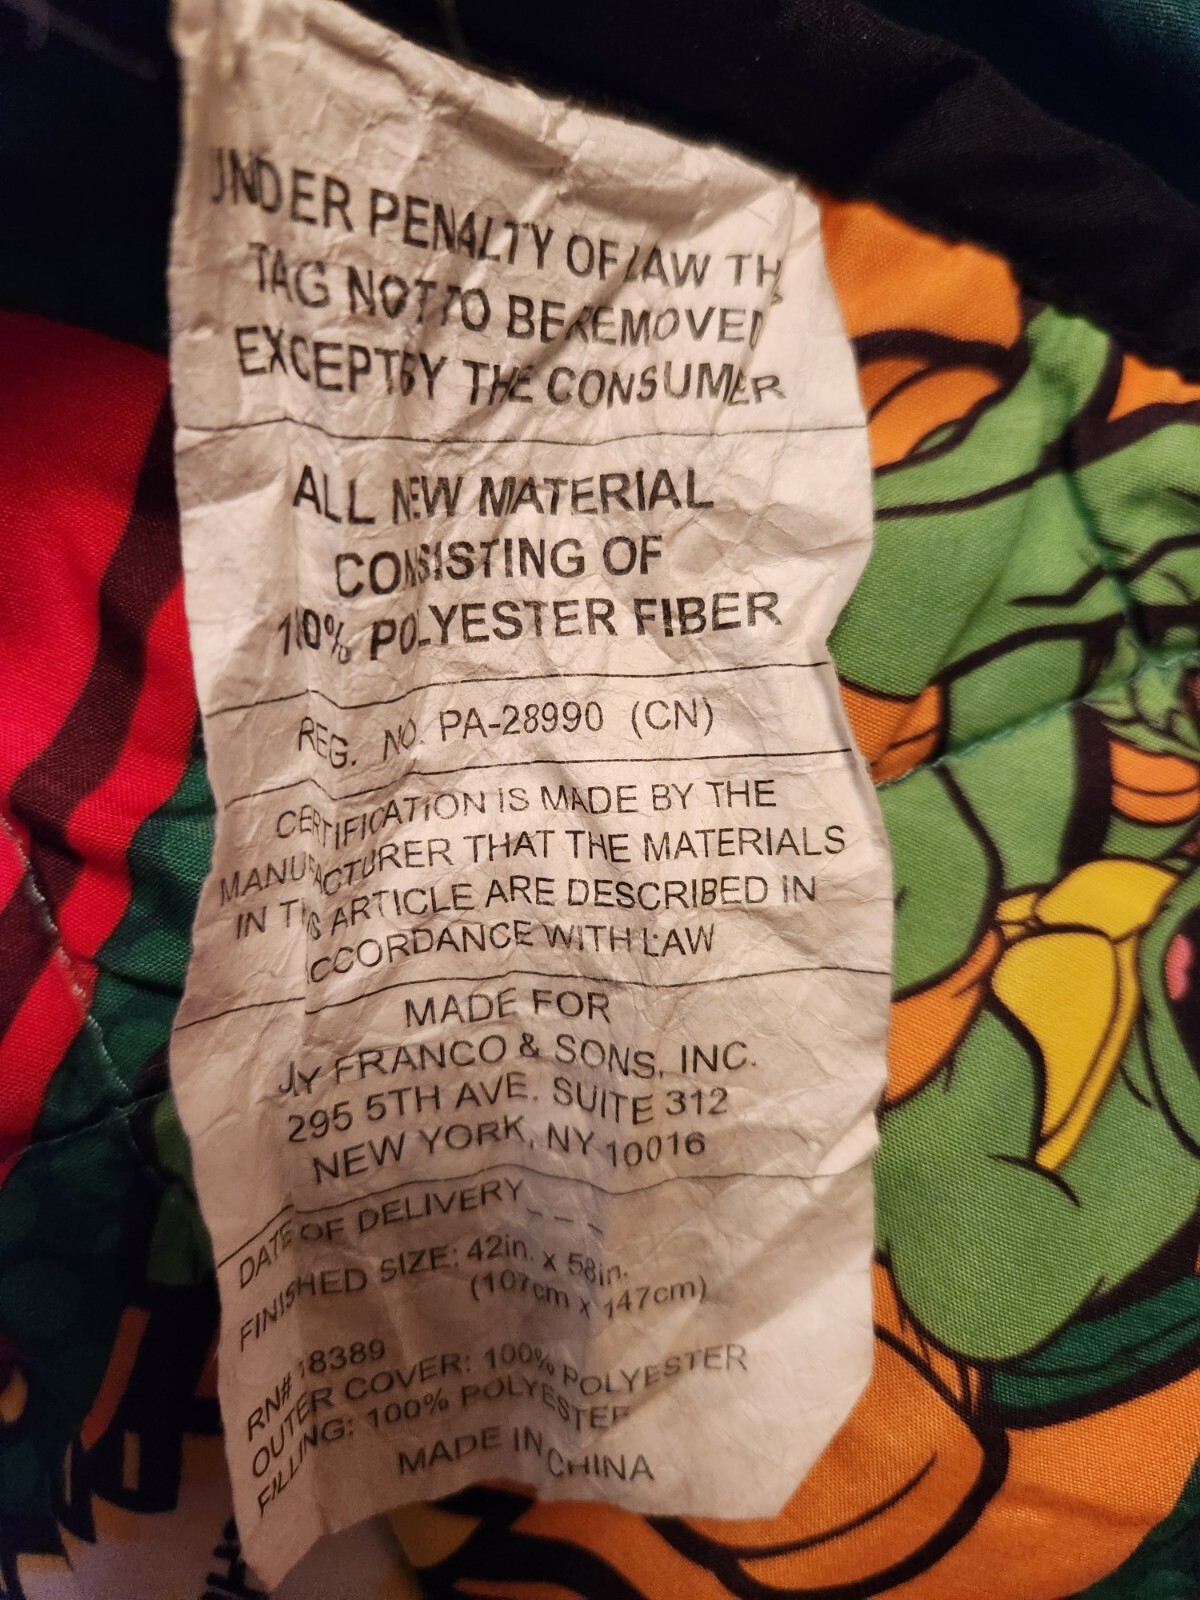 UNDER PENALTY OF LAW TH
TAG NOT TO BE REMOVED
EXCEPT BY THE CONSUMER
ALL NEW MATERIAL
CONSISTING OF
100% POLYESTER FIBER
REG. NO. PA-28990 (CN)
CERTIFICATION IS MADE BY THE
MANUFACTURER THAT THE MATERIALS
IN THIS ARTICLE ARE DESCRIBED IN
CCORDANCE WITH LAW
MADE FOR
JY FRANCO & SONS, INC.
295 5TH AVE. SUITE 312
NEW YORK, NY 10016
DATE OF DELIVERY _ _ _
FINISHED SIZE: 42in. x 58in.
(107cm x 147cm)
RN# 18389
OUTER COVER: 100% POLYESTER
FILLING: 100% POLYESTER
MADE IN CHINA